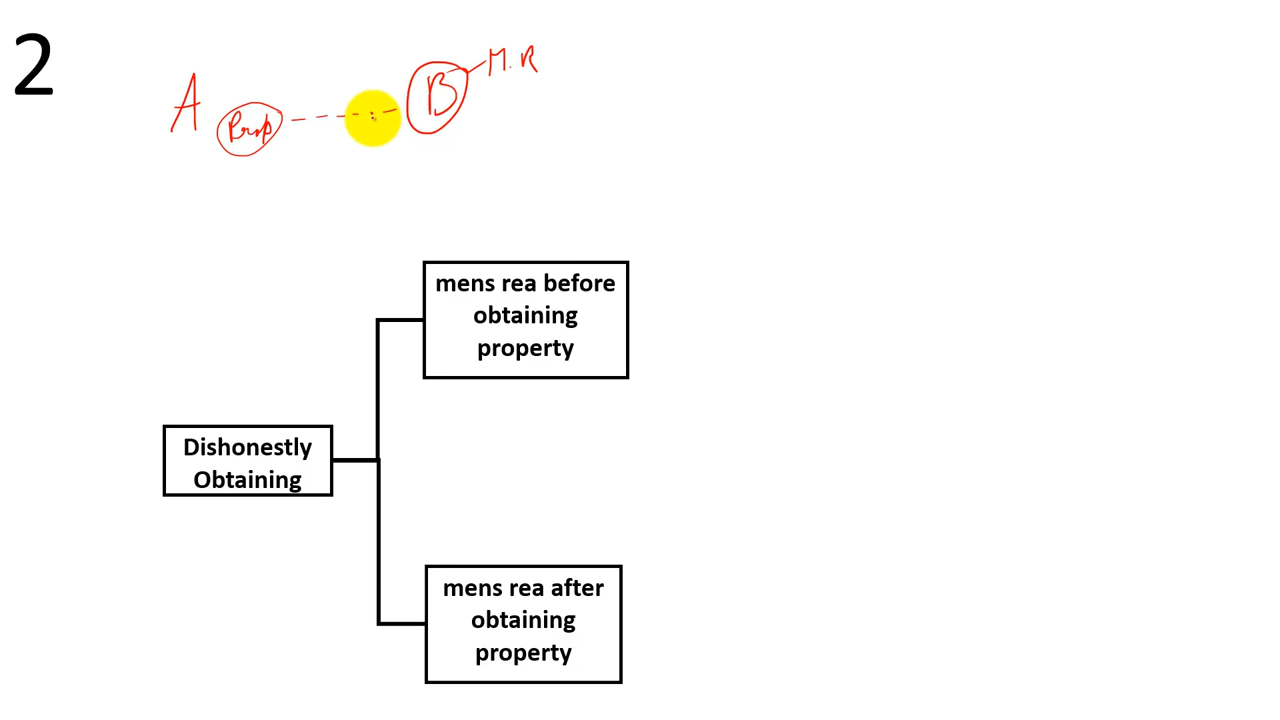 2
A Prop B M.R
mens rea before
obtaining
property
Dishonestly
Obtaining
mens rea after
obtaining
property